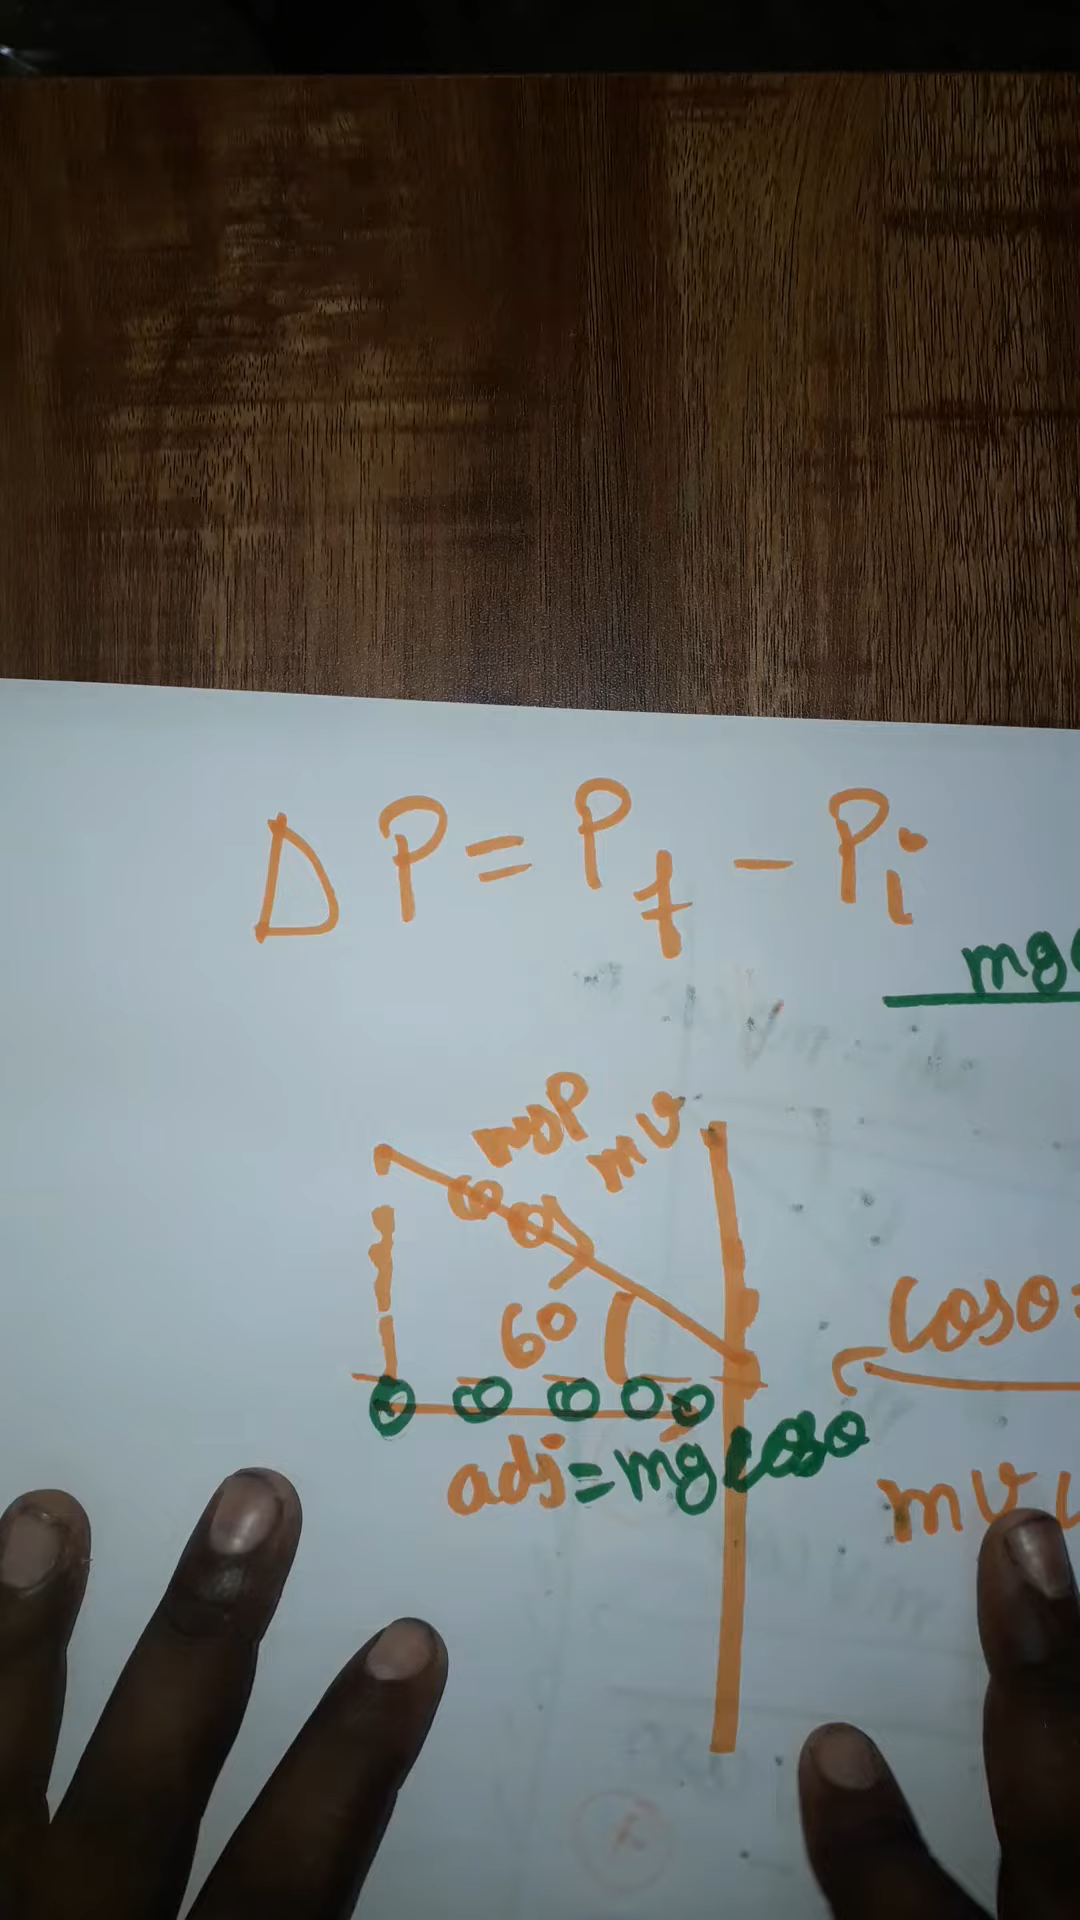 ΔP = Pf - Pi
mg
mv
60
cosθ =
adj = mg cosθ
mv